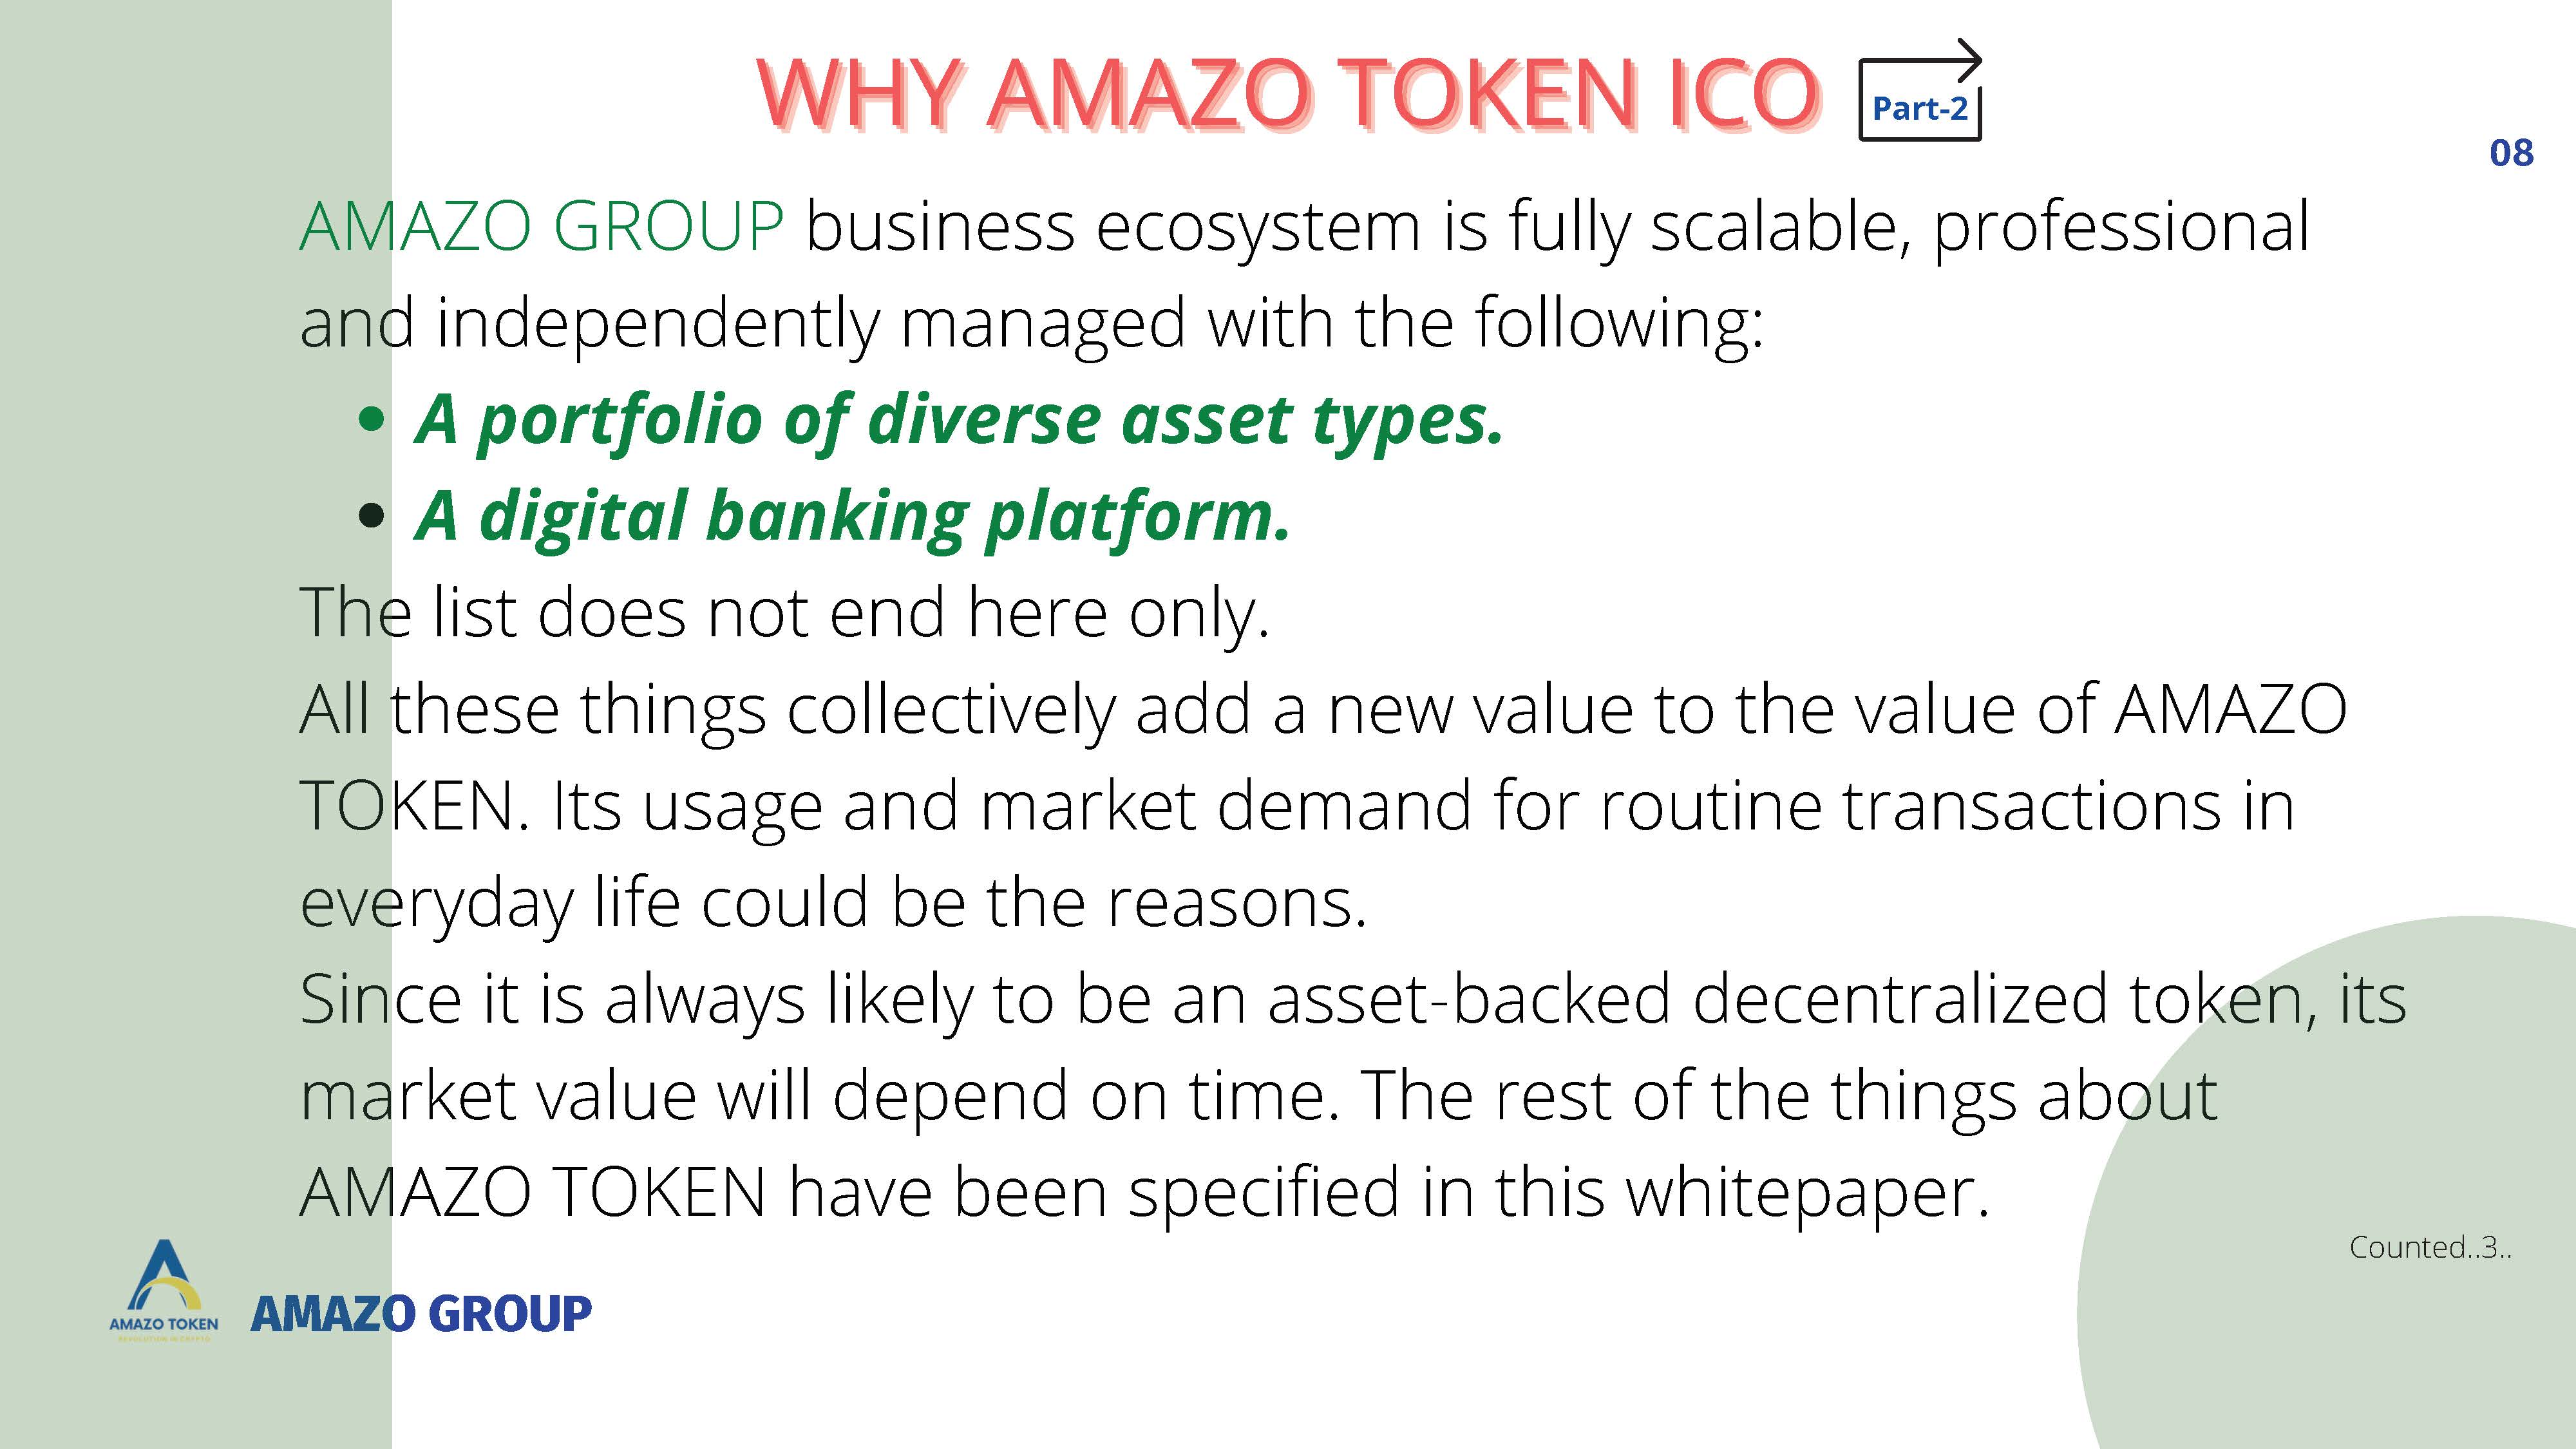 WHY AMAZO TOKEN ICO
Part-2
08
AMAZO GROUP business ecosystem is fully scalable, professional
and independently managed with the following:
• A portfolio of diverse asset types.
• A digital banking platform.
The list does not end here only.
All these things collectively add a new value to the value of AMAZO
TOKEN. Its usage and market demand for routine transactions in
everyday life could be the reasons.
Since it is always likely to be an asset-backed decentralized token, its
market value will depend on time. The rest of the things about
AMAZO TOKEN have been specified in this whitepaper.
Counted..3..
AMAZO TOKEN
REVOLUTION IN CRYPTO
AMAZO GROUP